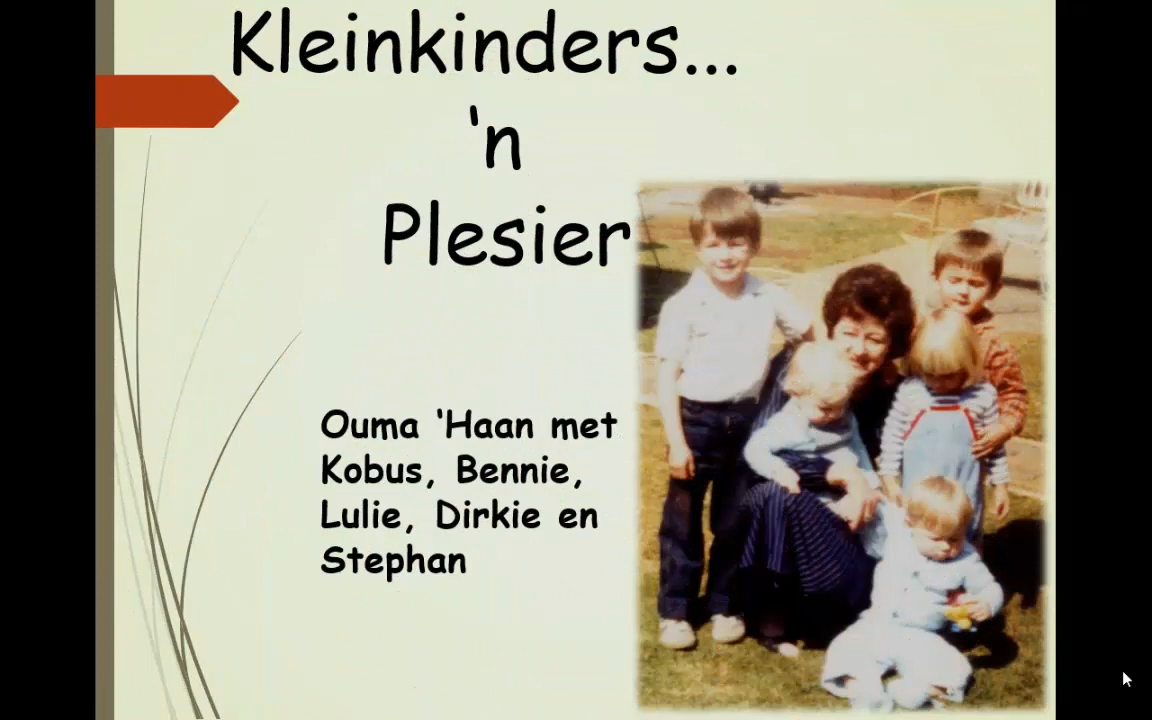 Kleinkinders...
‘n
Plesier
Ouma ‘Haan met
Kobus, Bennie,
Lulie, Dirkie en
Stephan